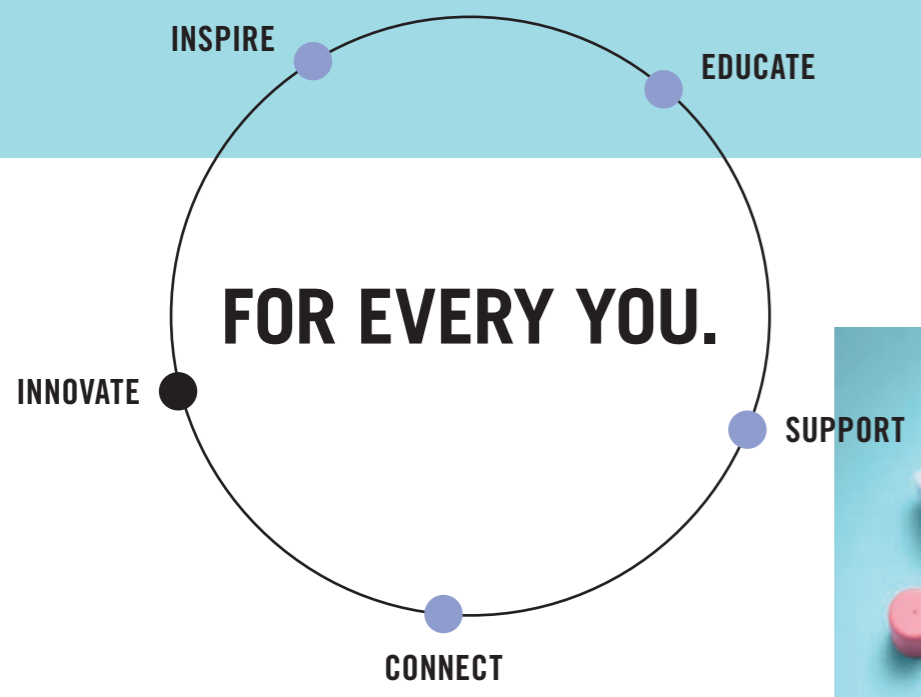 INSPIRE
EDUCATE
FOR EVERY YOU.
INNOVATE
SUPPORT
CONNECT